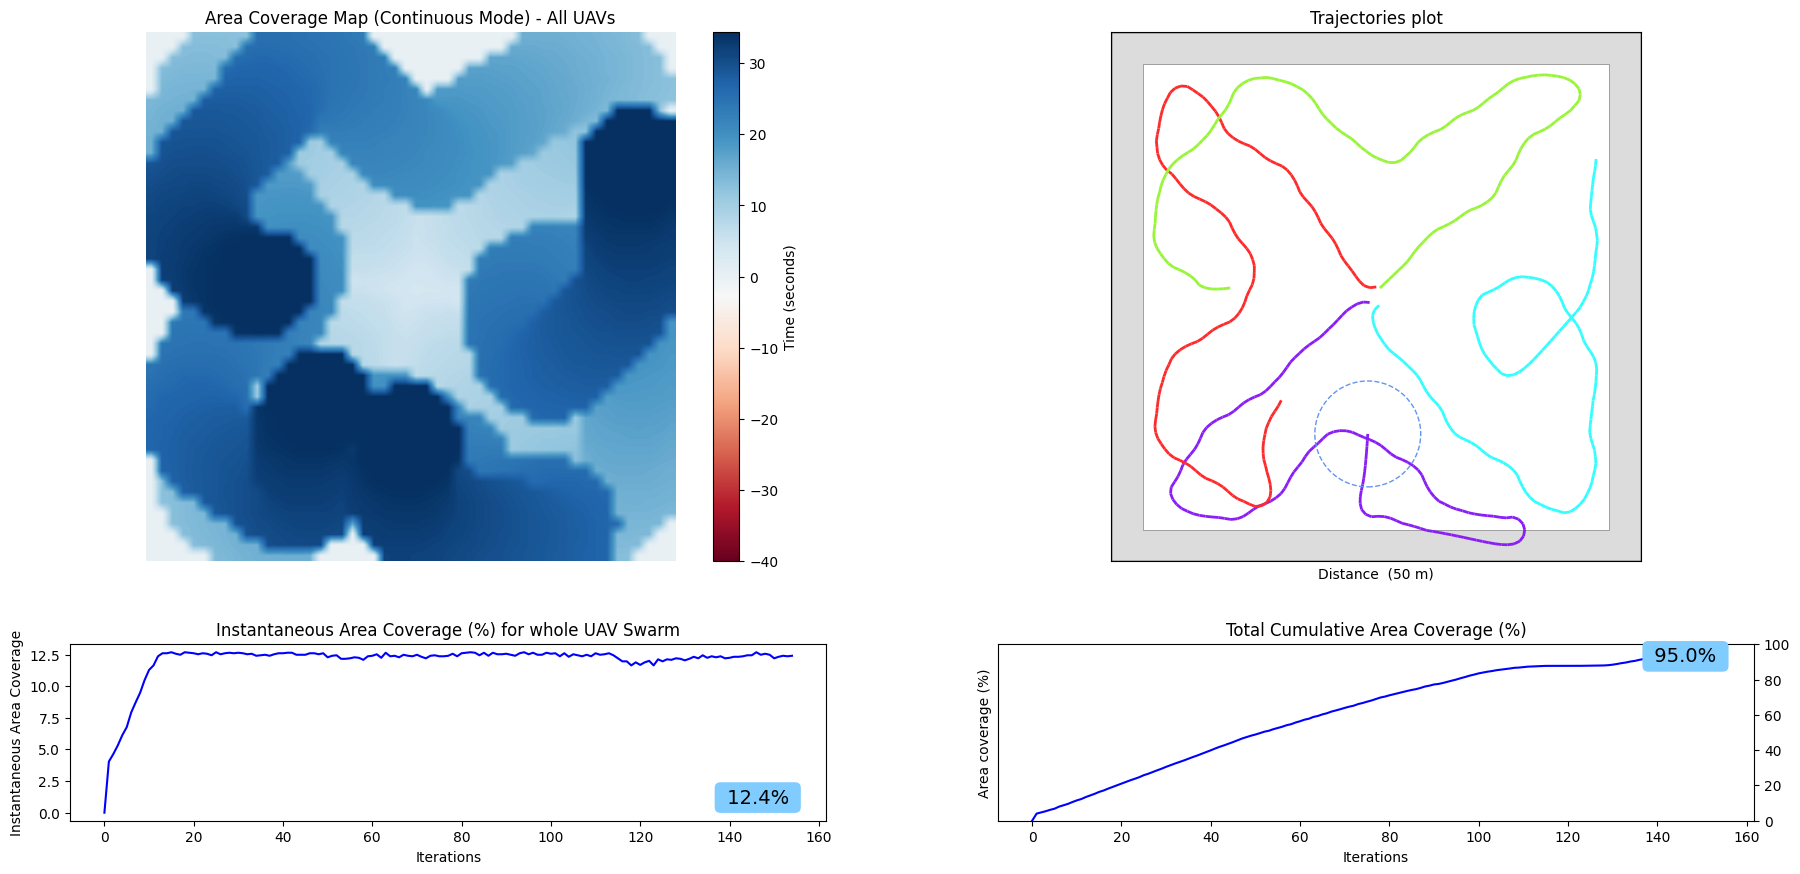 Area Coverage Map (Continuous Mode) - All UAVs
30
20
10
0
−10
−20
−30
−40
Time (seconds)
Trajectories plot
Distance  (50 m)
Instantaneous Area Coverage (%) for whole UAV Swarm
Instantaneous Area Coverage
12.5
10.0
7.5
5.0
2.5
0.0
12.4%
0 20 40 60 80 100 120 140 160
Iterations
Total Cumulative Area Coverage (%)
Area coverage (%)
95.0%
100
80
60
40
20
0
0 20 40 60 80 100 120 140 160
Iterations